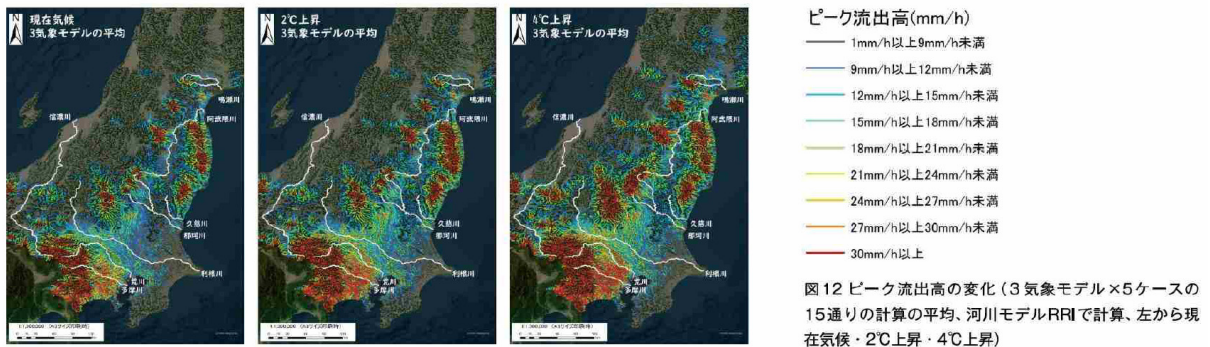 現在気候
3気象モデルの平均
N
鳴瀬川
阿武隈川
信濃川
久慈川
那珂川
利根川
荒川
多摩川
2℃上昇
3気象モデルの平均
N
鳴瀬川
阿武隈川
信濃川
久慈川
那珂川
利根川
荒川
多摩川
4℃上昇
3気象モデルの平均
N
鳴瀬川
阿武隈川
信濃川
久慈川
那珂川
利根川
荒川
多摩川
ピーク流出高(mm/h)
1mm/h以上9mm/h未満
9mm/h以上12mm/h未満
12mm/h以上15mm/h未満
15mm/h以上18mm/h未満
18mm/h以上21mm/h未満
21mm/h以上24mm/h未満
24mm/h以上27mm/h未満
27mm/h以上30mm/h未満
30mm/h以上
図12 ピーク流出高の変化(3気象モデル×5ケースの
15通りの計算の平均、河川モデルRRIで計算、左から現
在気候・2℃上昇・4℃上昇)